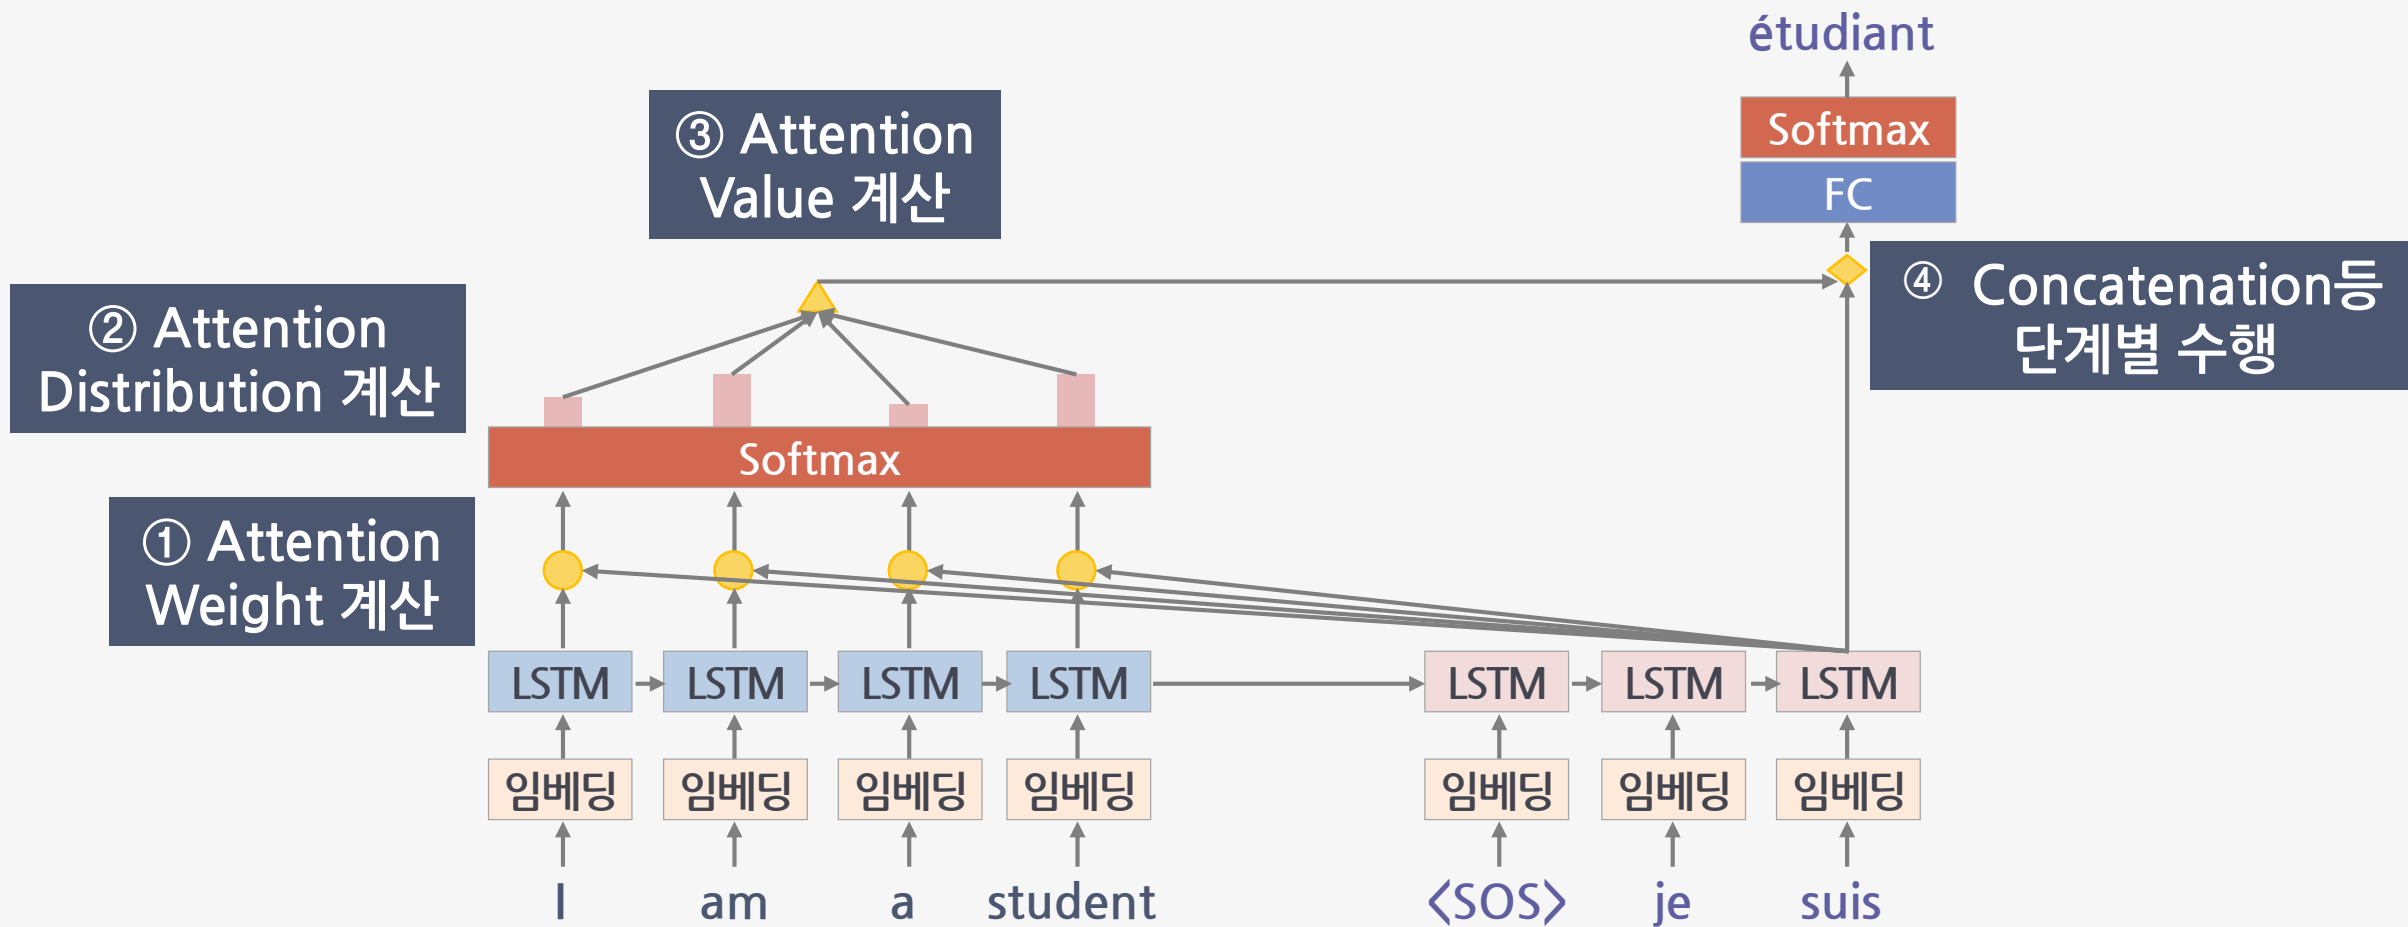 étudiant
Softmax
FC
③ Attention
Value 계산
④ Concatenation등
단계별 수행
② Attention
Distribution 계산
Softmax
① Attention
Weight 계산
LSTM LSTM LSTM LSTM LSTM LSTM LSTM
임베딩 임베딩 임베딩 임베딩 임베딩 임베딩 임베딩
I am a student <SOS> je suis